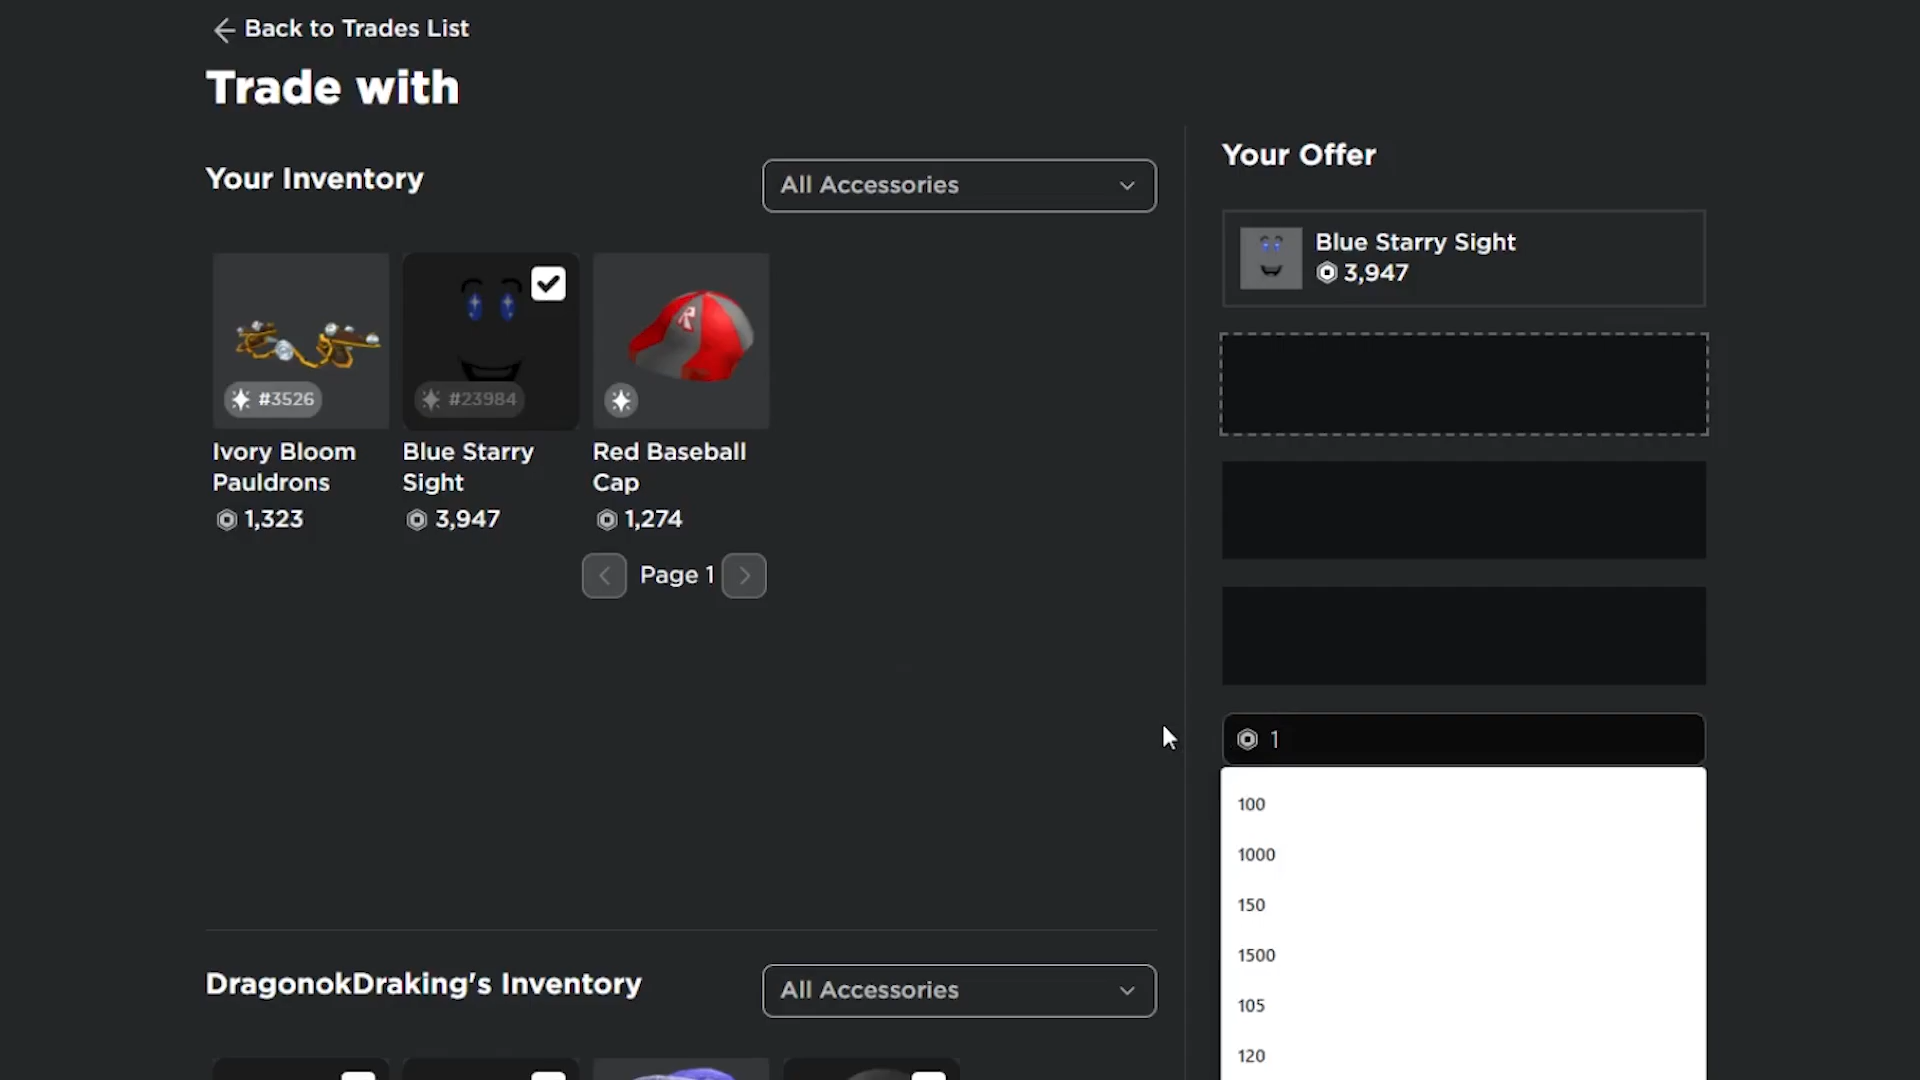 Back to Trades List
Trade with
Your Inventory
All Accessories
#3526
#23984
R
Ivory Bloom
Pauldrons
1,323
Blue Starry
Sight
3,947
Red Baseball
Cap
1,274
Page 1
DragonokDraking's Inventory
All Accessories
Your Offer
Blue Starry Sight
3,947
1
100
1000
150
1500
105
120